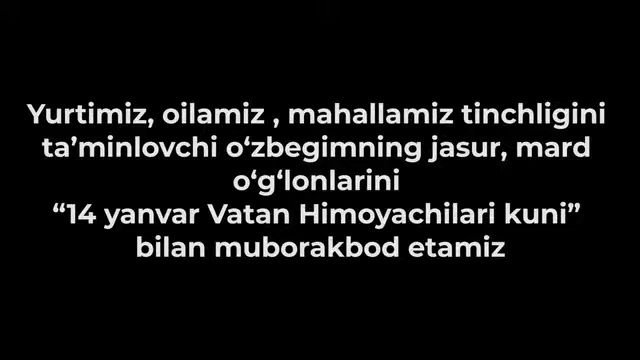 Yurtimiz, oilamiz , mahallamiz tinchligini
ta’minlovchi o‘zbegimning jasur, mard
o‘g‘lonlarini
“14 yanvar Vatan Himoyachilari kuni”
bilan muborakbod etamiz